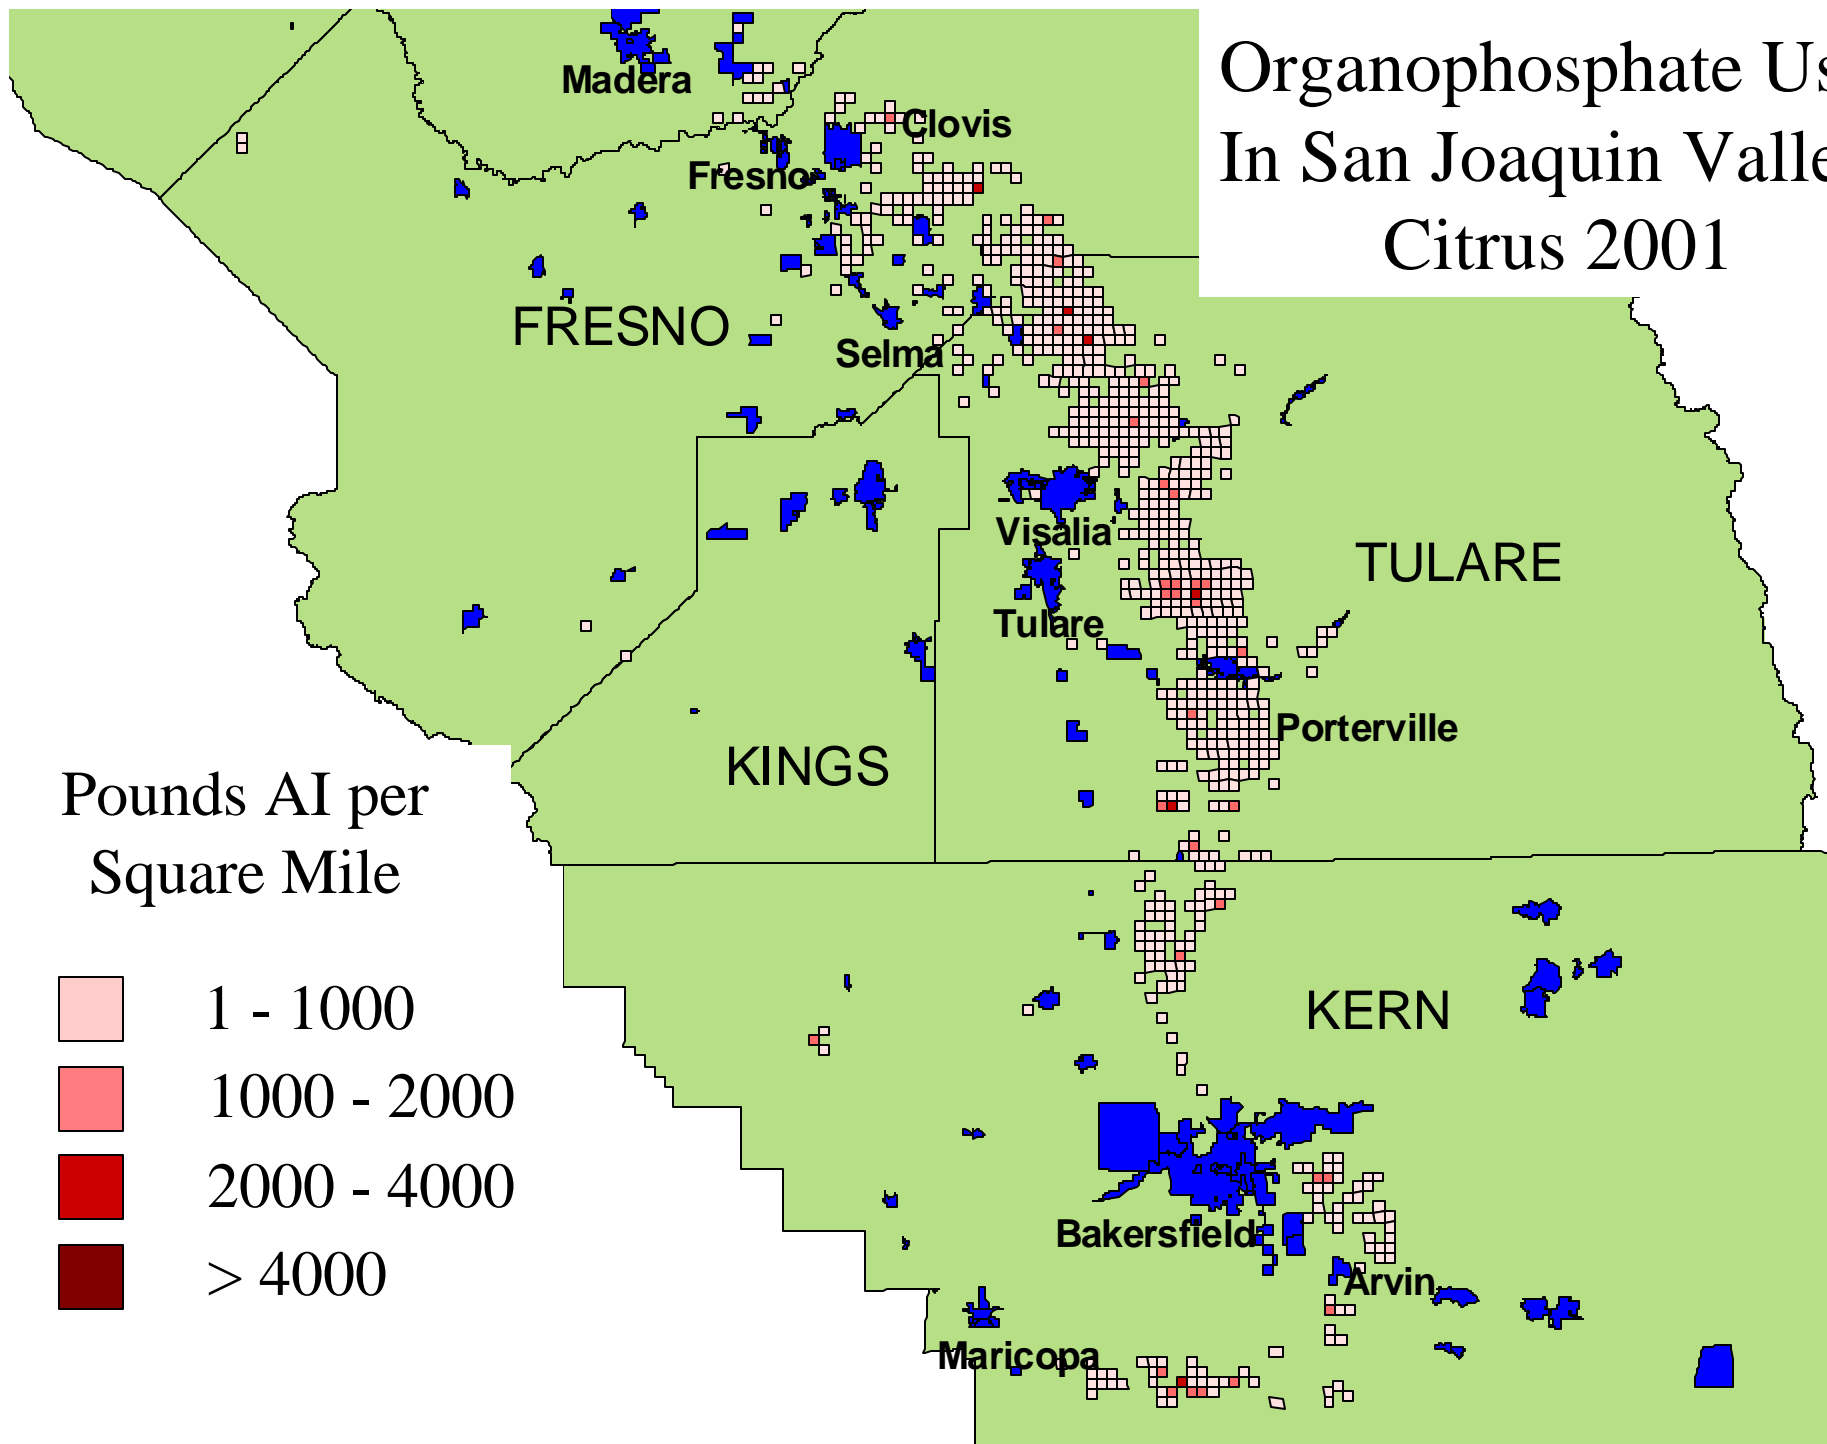 Organophosphate Us
In San Joaquin Valle
Citrus 2001
Madera
Clovis
Fresno
FRESNO
Selma
Visalia
TULARE
Tulare
Porterville
KINGS
Pounds AI per
Square Mile
1 - 1000
1000 - 2000
2000 - 4000
> 4000
KERN
Bakersfield
Arvin
Maricopa